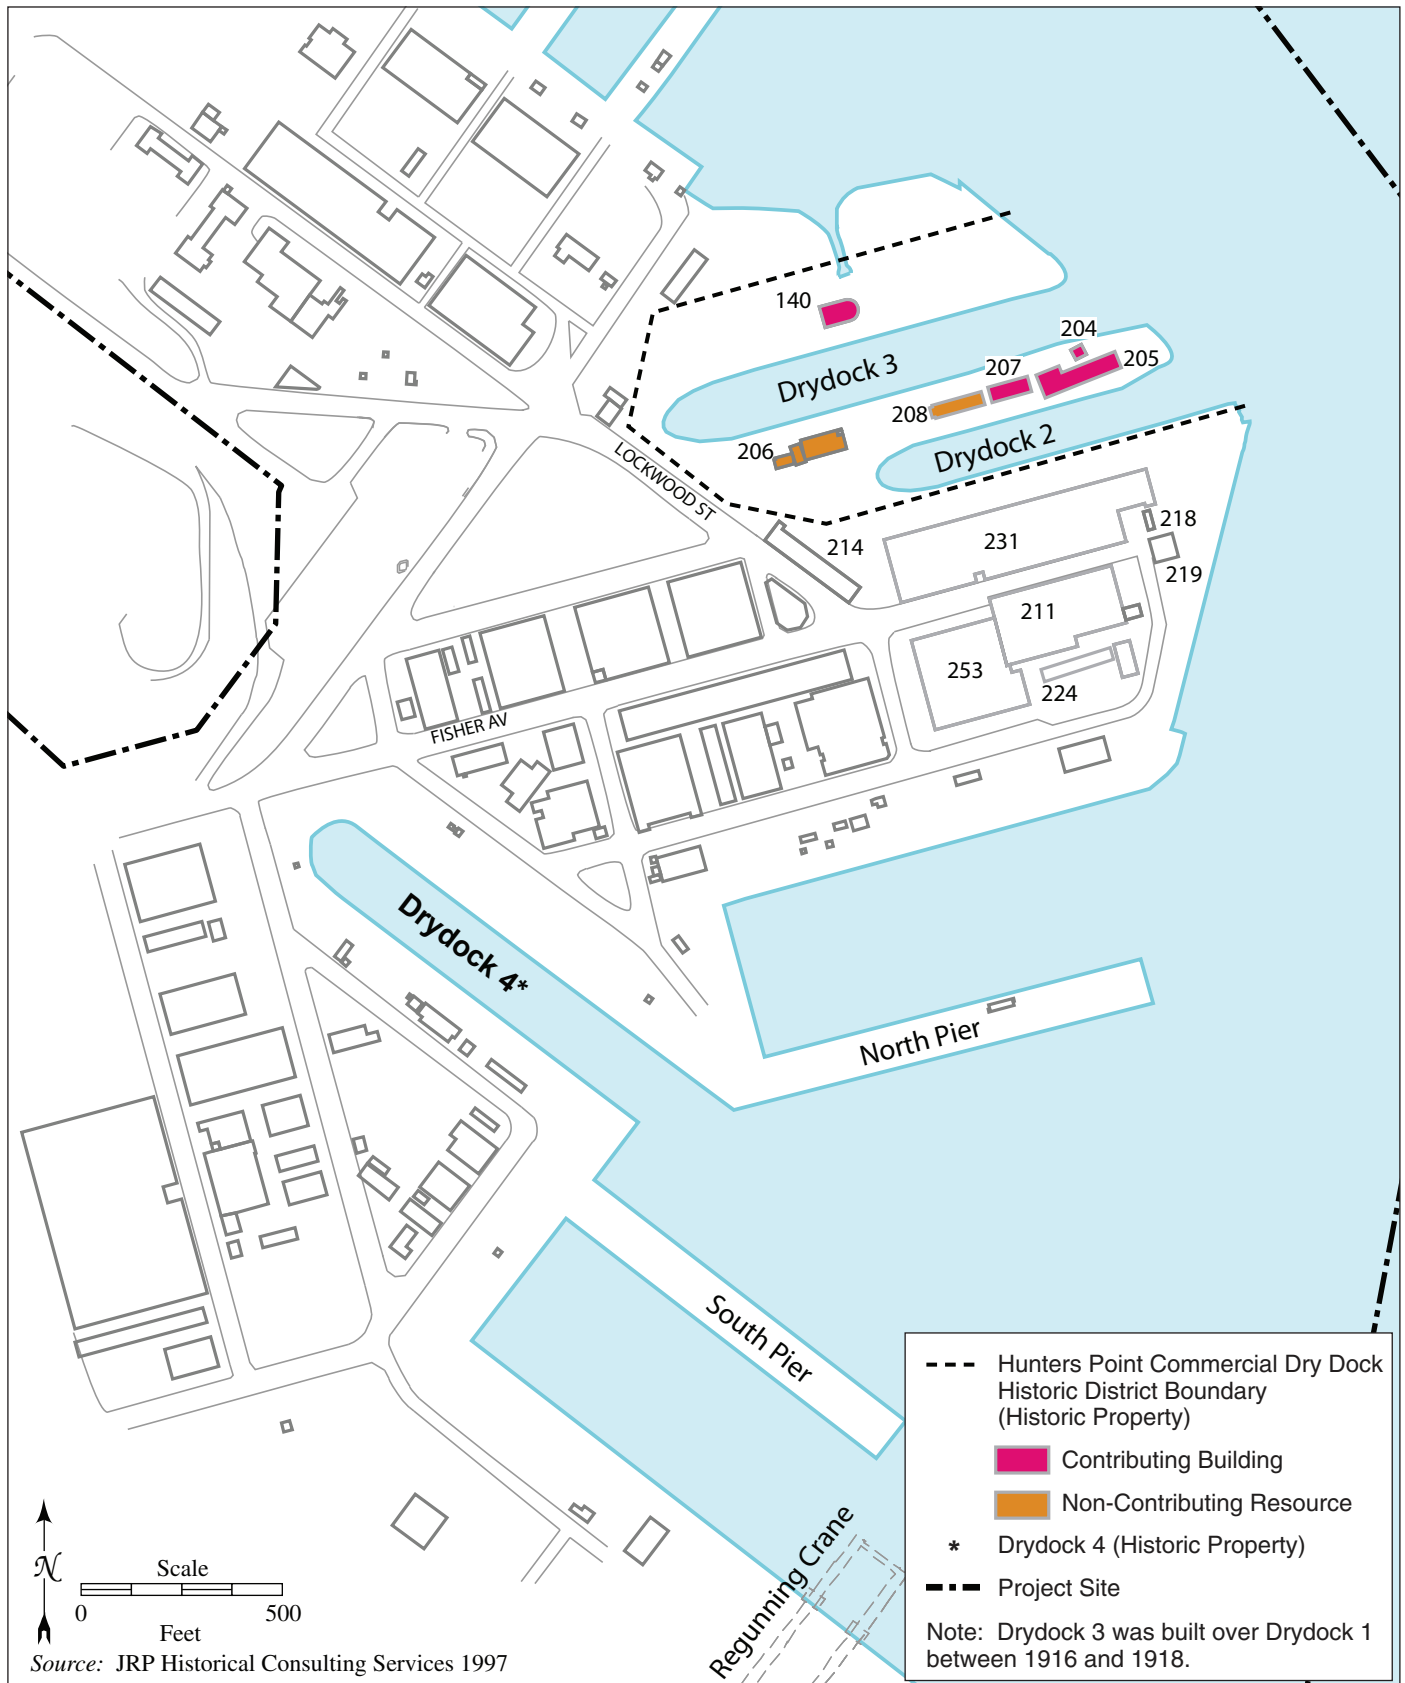 140
204
205
207
Drydock 3
208
206
Drydock 2
LOCKWOOD ST
214
231
218
219
211
253
224
FISHER AV
Drydock 4*
North Pier
South Pier
Regunning Crane
Hunters Point Commercial Dry Dock
Historic District Boundary
(Historic Property)
Contributing Building
Non-Contributing Resource
* Drydock 4 (Historic Property)
Project Site
Note: Drydock 3 was built over Drydock 1
between 1916 and 1918.
N
Scale
0 500
Feet
Source: JRP Historical Consulting Services 1997